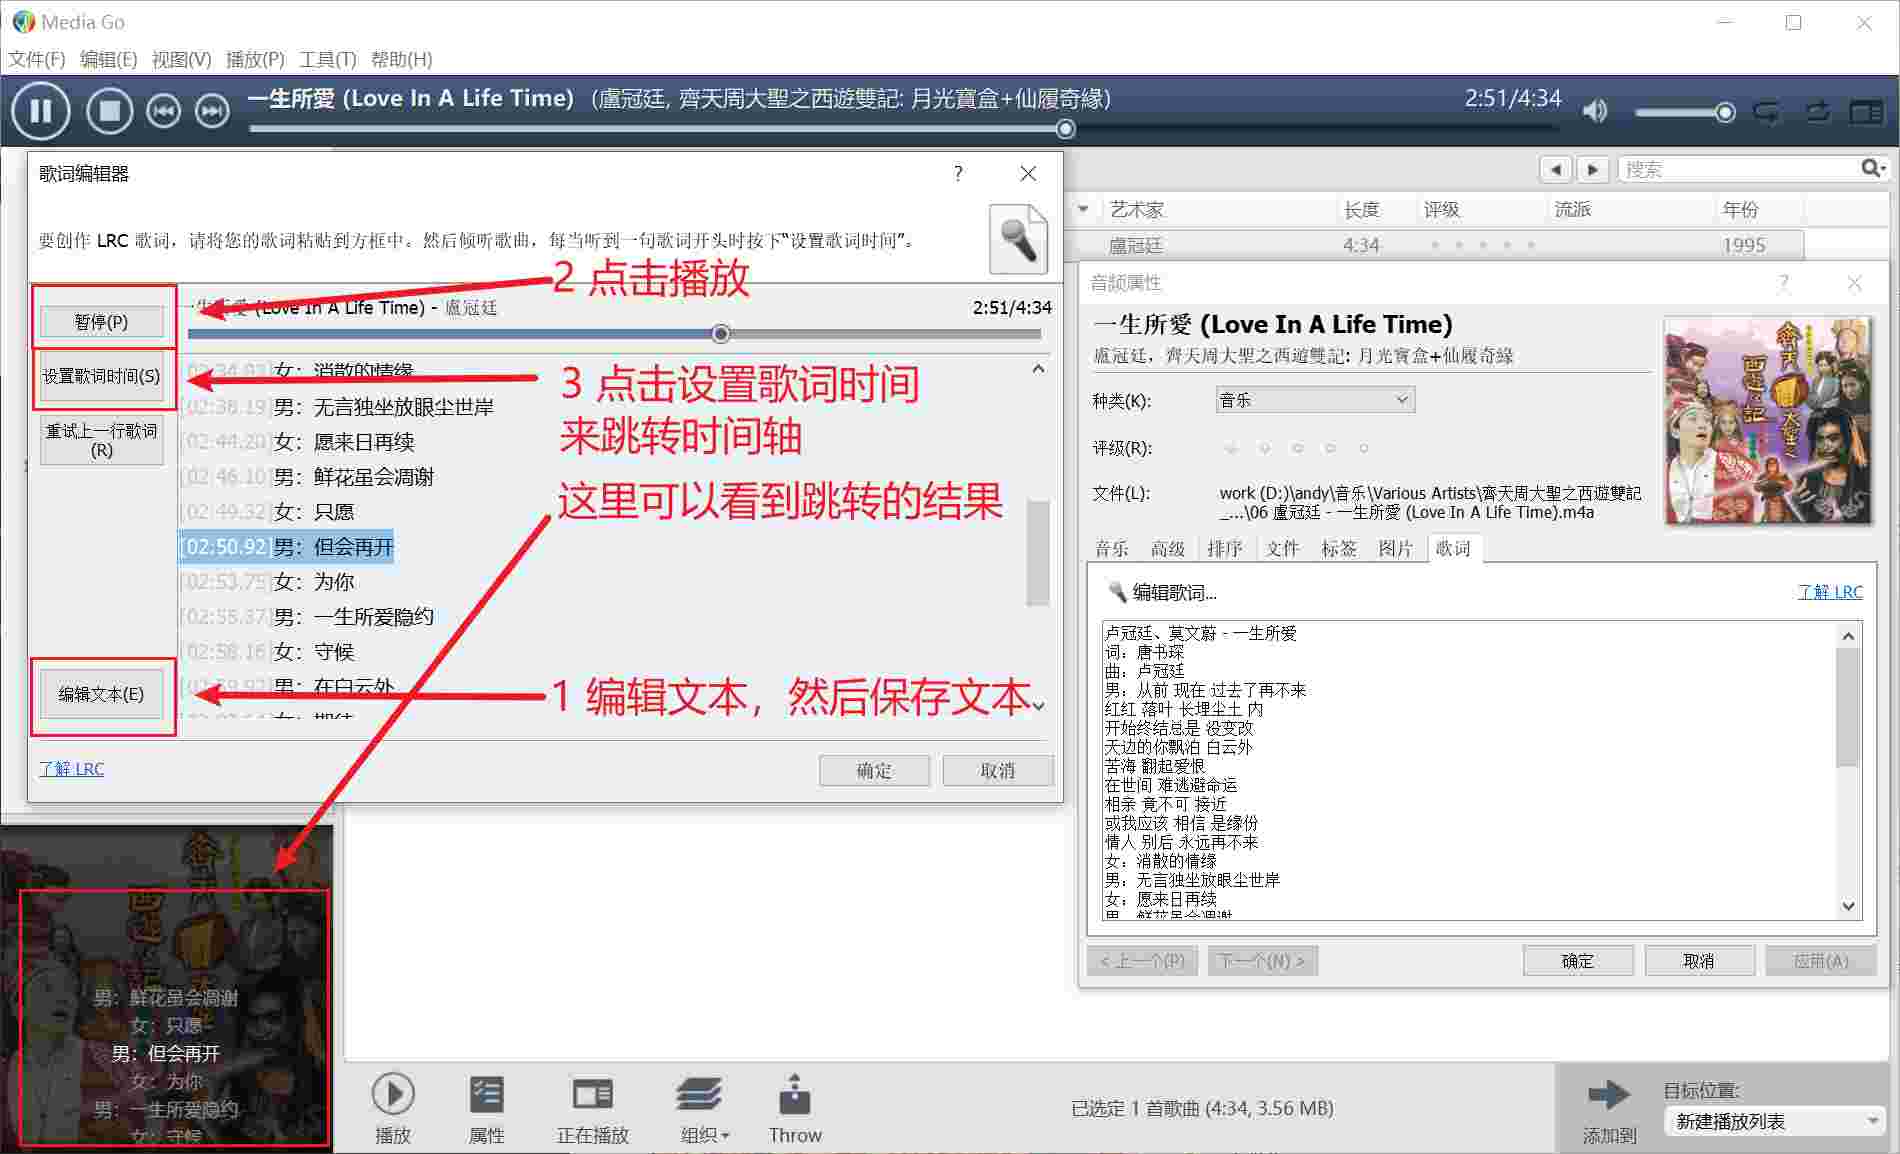 Media Go
文件(F) 编辑(E) 视图(V) 播放(P) 工具(T) 帮助(H)
一生所愛 (Love In A Life Time) (盧冠廷, 齊天周大聖之西遊雙記: 月光寶盒+仙履奇緣)
2:51/4:34
搜索
艺术家 长度 评级 流派 年份
盧冠廷 4:34 1995
歌词编辑器
?
要创作 LRC 歌词，请将您的歌词粘贴到方框中。然后倾听歌曲，每当听到一句歌词开头时按下“设置歌词时间”。
2 点击播放
暂停(P)
一生所愛 (Love In A Life Time) - 盧冠廷
2:51/4:34
设置歌词时间(S)
重试上一行歌词
(R)
3 点击设置歌词时间
来跳转时间轴
这里可以看到跳转的结果
女：消散的情缘
[02:38.19]男：无言独坐放眼尘世岸
[02:44.20]女：愿来日再续
[02:46.10]男：鲜花虽会凋谢
[02:49.32]女：只愿
[02:50.92]男：但会再开
[02:53.75]女：为你
[02:55.37]男：一生所爱隐约
[02:58.16]女：守候
男：在白云外
编辑文本(E)
1 编辑文本，然后保存文本
了解 LRC
确定
取消
音频属性
?
一生所愛 (Love In A Life Time)
盧冠廷，齊天周大聖之西遊雙記: 月光寶盒+仙履奇緣
种类(K):
音乐
评级(R):
文件(L):
work (D:)\andy\音乐\Various Artists\齊天周大聖之西遊雙記
_...\06 盧冠廷 - 一生所愛 (Love In A Life Time).m4a
音乐 高级 排序 文件 标签 图片 歌词
编辑歌词...
了解 LRC
卢冠廷、莫文蔚 - 一生所爱
词：唐书琛
曲：卢冠廷
男：从前 现在 过去了再不来
红红 落叶 长埋尘土 内
开始终结总是 没变改
天边的你飘泊 白云外
苦海 翻起爱恨
在世间 难逃避命运
相亲 竟不可 接近
或我应该 相信 是缘份
情人 别后 永远再不来
女：消散的情缘
男：无言独坐放眼尘世岸
女：愿来日再续
男：鲜花虽会凋谢
< 上一个(P)
下一个(N) >
确定
取消
应用(A)
男：鲜花虽会凋谢
女：只愿
男：但会再开
女：为你
男：一生所爱隐约
女：守候
播放
属性
正在播放
组织
Throw
已选定 1 首歌曲 (4:34, 3.56 MB)
添加到
目标位置:
新建播放列表